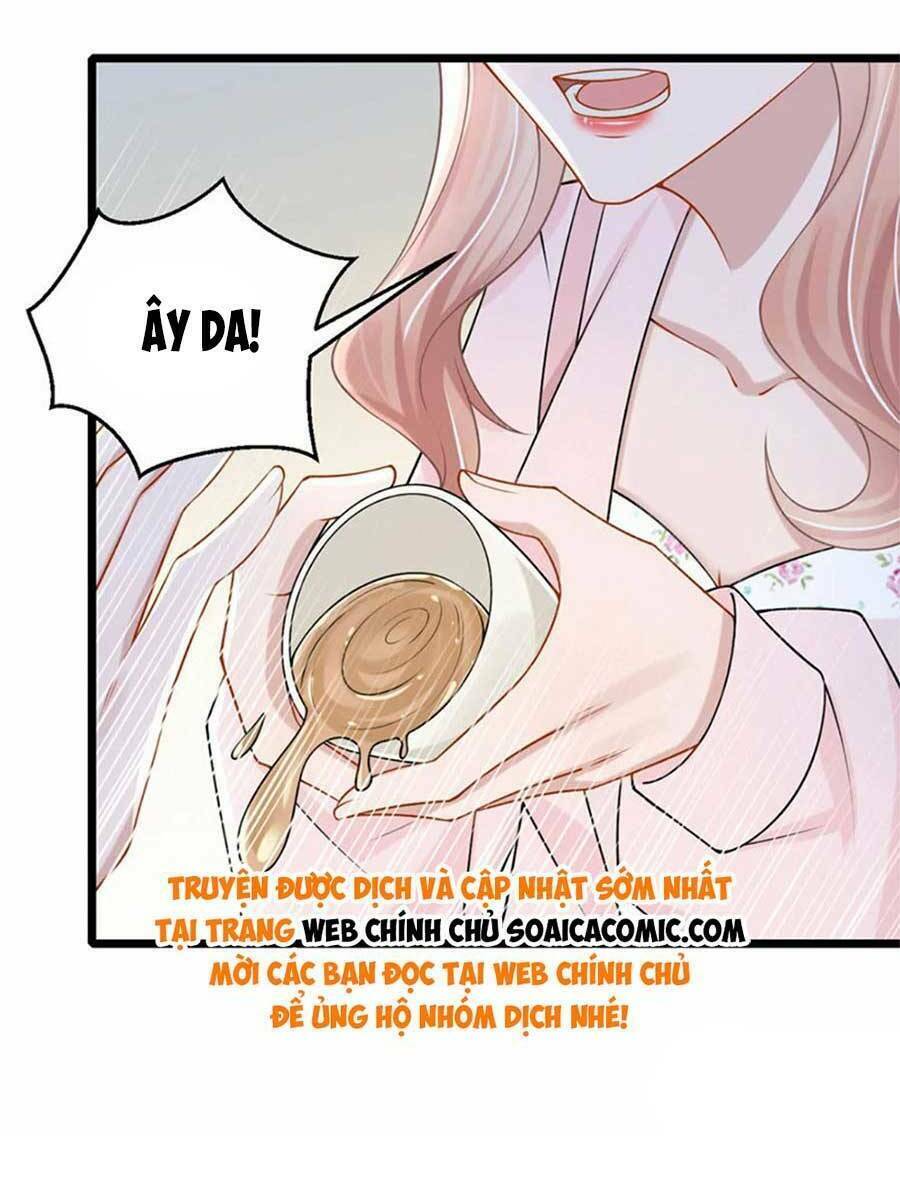 ÂY DA!
TRUYỆN ĐƯỢC DỊCH VÀ CẬP NHẬT SỚM NHẤT
TẠI TRANG WEB CHÍNH CHỦ SOAICACOMIC.COM
MỜI CÁC BẠN ĐỌC TẠI WEB CHÍNH CHỦ
ĐỂ ỦNG HỘ NHÓM DỊCH NHÉ!